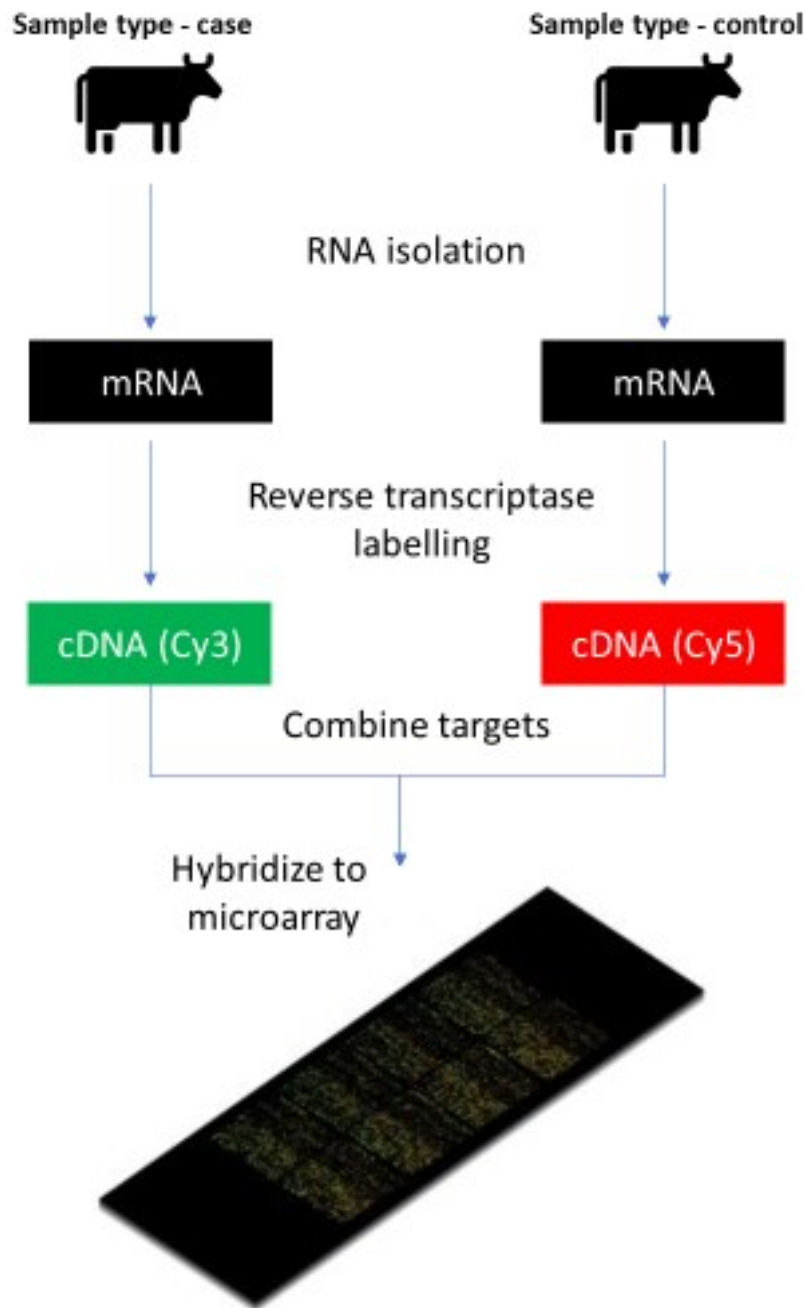 Sample type - case
Sample type - control
RNA isolation
mRNA
mRNA
Reverse transcriptase
labelling
cDNA (Cy3)
cDNA (Cy5)
Combine targets
Hybridize to
microarray